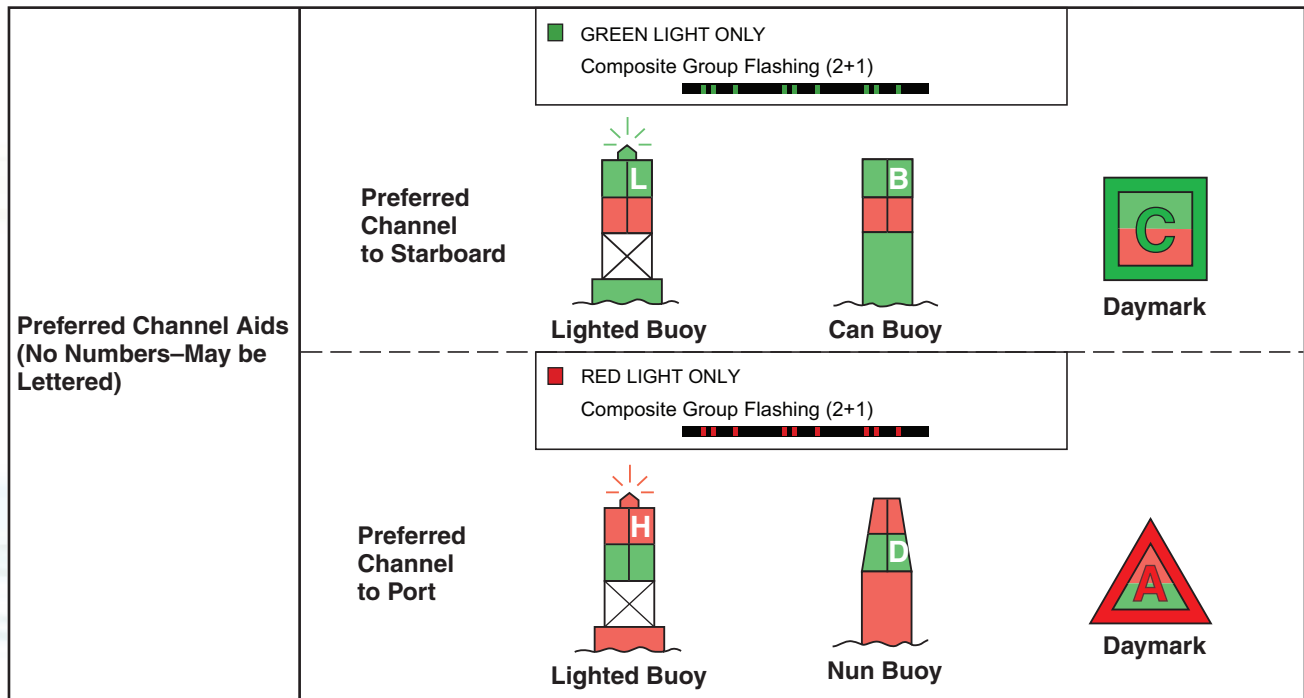 Preferred Channel Aids
(No Numbers–May be
Lettered)
GREEN LIGHT ONLY
Composite Group Flashing (2+1)
Preferred
Channel
to Starboard
L
B
C
Lighted Buoy
Can Buoy
Daymark
RED LIGHT ONLY
Composite Group Flashing (2+1)
Preferred
Channel
to Port
H
D
A
Lighted Buoy
Nun Buoy
Daymark